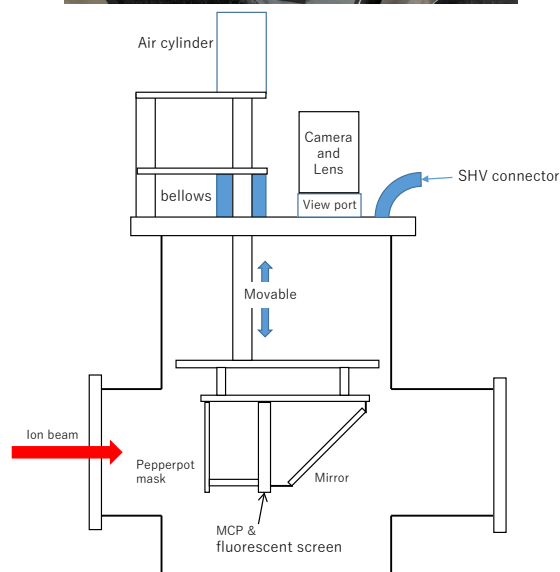 Air cylinder
Camera
and
Lens
SHV connector
bellows
View port
Movable
Ion beam
Pepperpot
mask
Mirror
MCP &
fluorescent screen